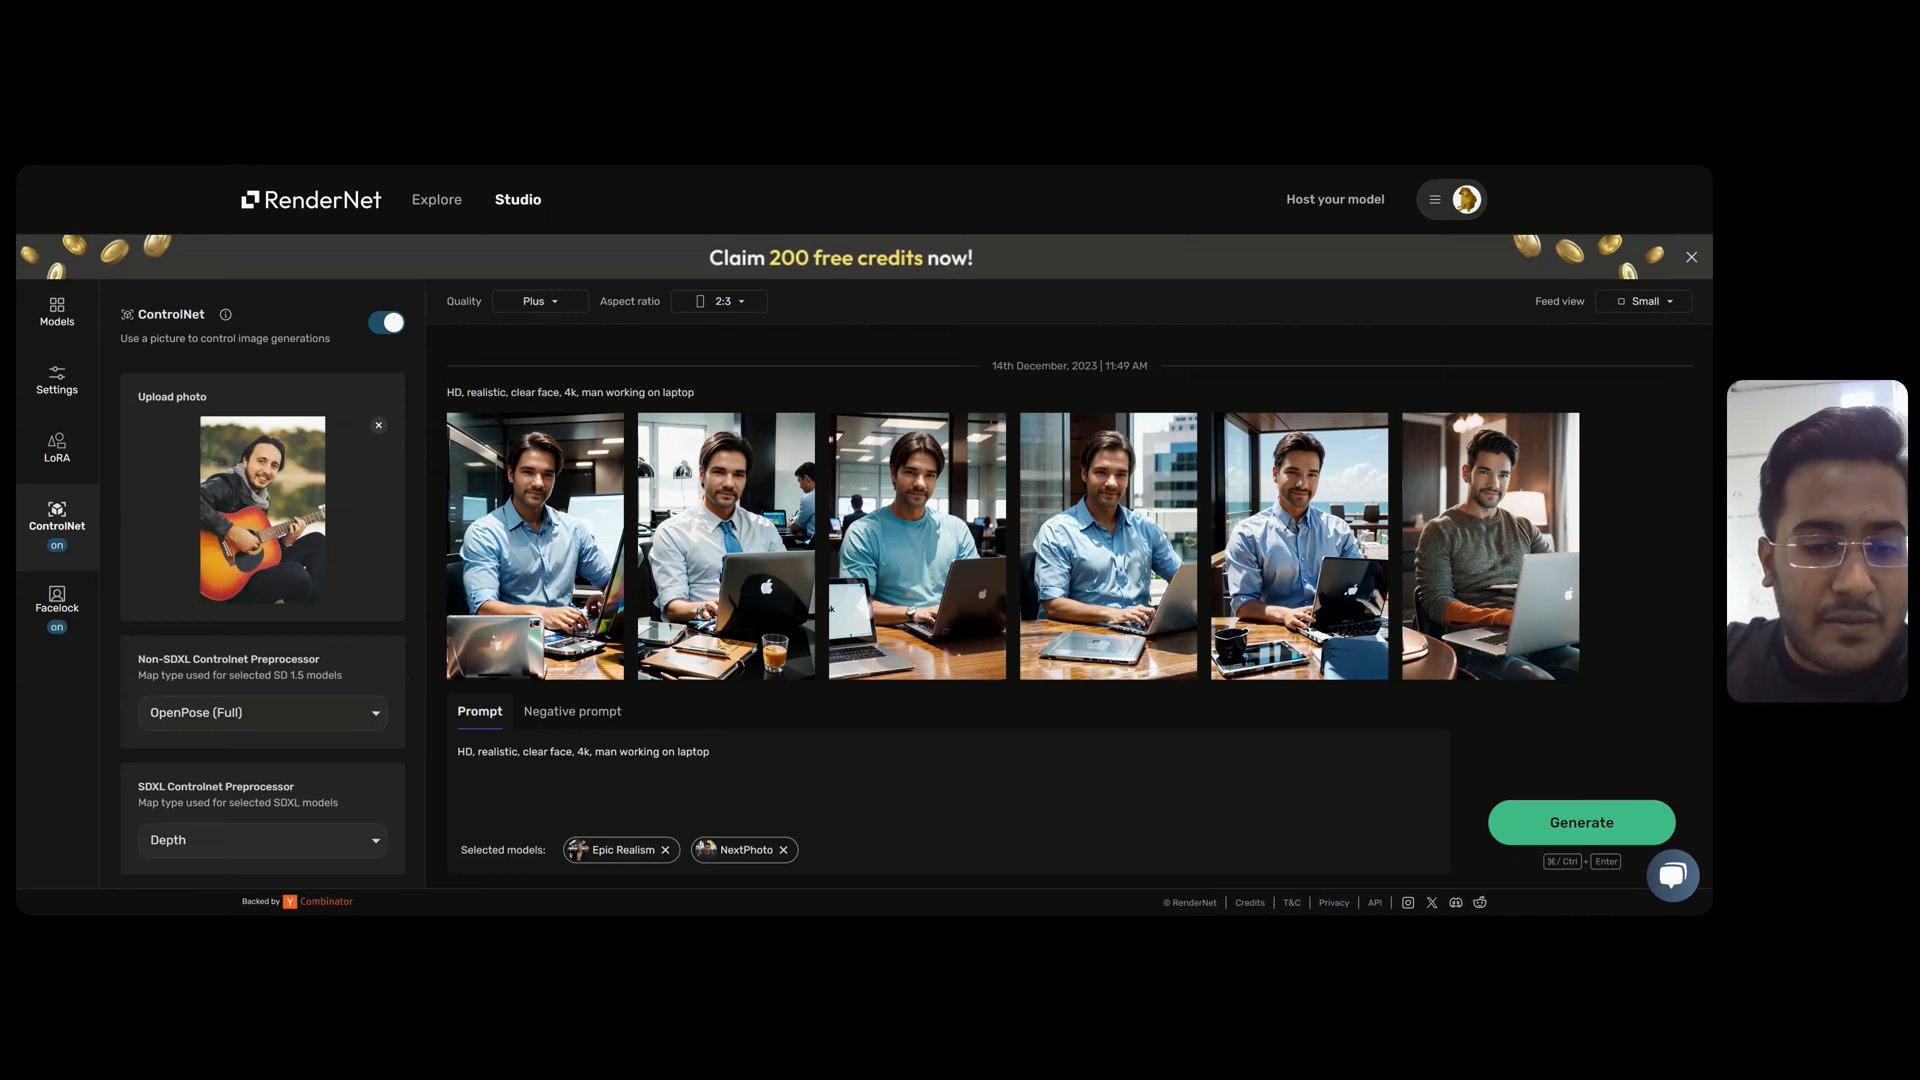 RenderNet
Explore
Studio
Host your model
Claim 200 free credits now!
Models
Settings
LoRA
ControlNet
on
Facelock
on
ControlNet
Use a picture to control image generations
Upload photo
Non-SDXL Controlnet Preprocessor
Map type used for selected SD 1.5 models
OpenPose (Full)
SDXL Controlnet Preprocessor
Map type used for selected SDXL models
Depth
Quality
Plus
Aspect ratio
2:3
Feed view
Small
14th December, 2023 | 11:49 AM
HD, realistic, clear face, 4k, man working on laptop
Prompt
Negative prompt
HD, realistic, clear face, 4k, man working on laptop
Selected models:
Epic Realism
NextPhoto
Generate
⌘/ Ctrl + Enter
Backed by Y Combinator
© RenderNet | Credits | T&C | Privacy | API |